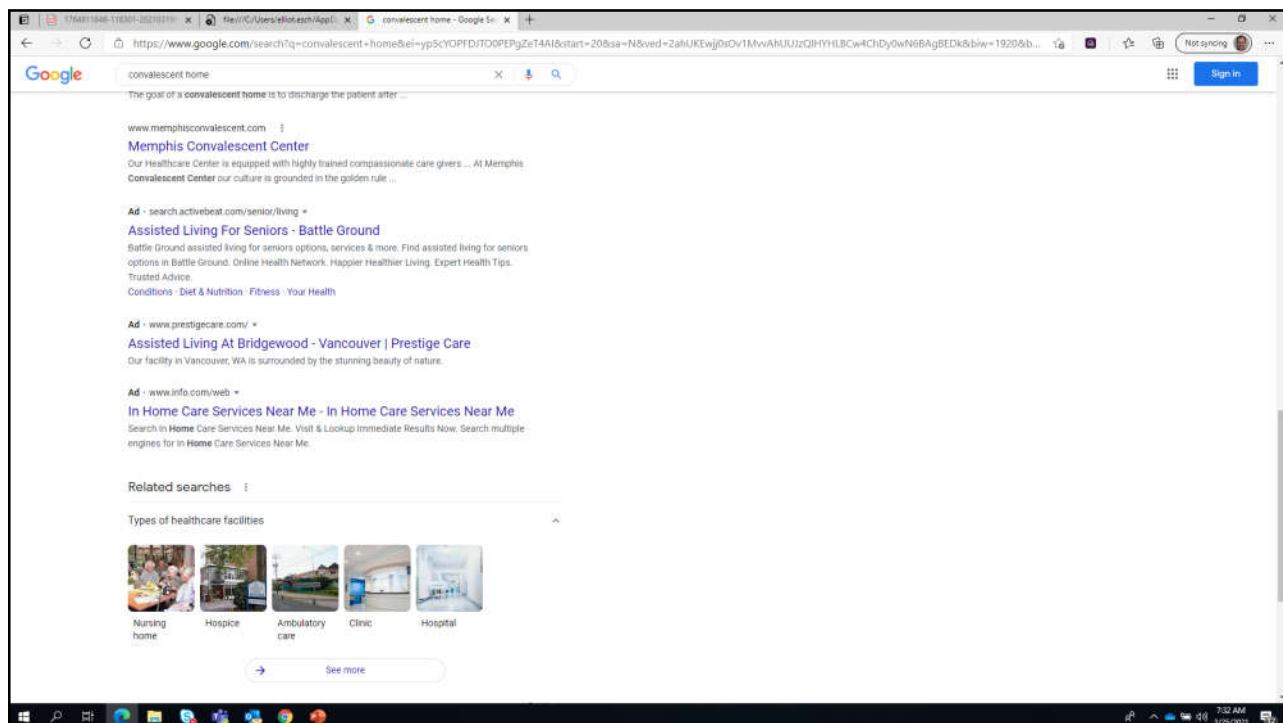 convalescent home - Google Se
https://www.google.com/search?q=convalescent+home&ei=
Not syncing
Google
convalescent home
Sign in
The goal of a convalescent home is to discharge the patient after ...
www.memphisconvalescent.com
Memphis Convalescent Center
Our Healthcare Center is equipped with highly trained compassionate care givers ... At Memphis
Convalescent Center our culture is grounded in the golden rule ...
Ad · search.activebeat.com/senior/living
Assisted Living For Seniors - Battle Ground
Battle Ground assisted living for seniors options, services & more. Find assisted living for seniors
options in Battle Ground. Online Health Network. Happier Healthier Living. Expert Health Tips.
Trusted Advice.
Conditions · Diet & Nutrition · Fitness · Your Health
Ad · www.prestigecare.com/
Assisted Living At Bridgewood - Vancouver | Prestige Care
Our facility in Vancouver, WA is surrounded by the stunning beauty of nature.
Ad · www.info.com/web
In Home Care Services Near Me - In Home Care Services Near Me
Search In Home Care Services Near Me. Visit & Lookup Immediate Results Now. Search multiple
engines for In Home Care Services Near Me.
Related searches
Types of healthcare facilities
Nursing home
Hospice
Ambulatory care
Clinic
Hospital
See more
7:32 AM